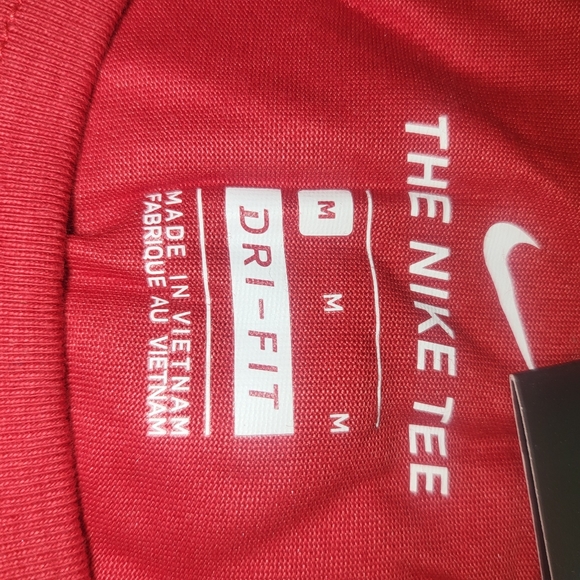 THE NIKE TEE
M M M
DRI-FIT
MADE IN VIETNAM
FABRIQUE AU VIETNAM